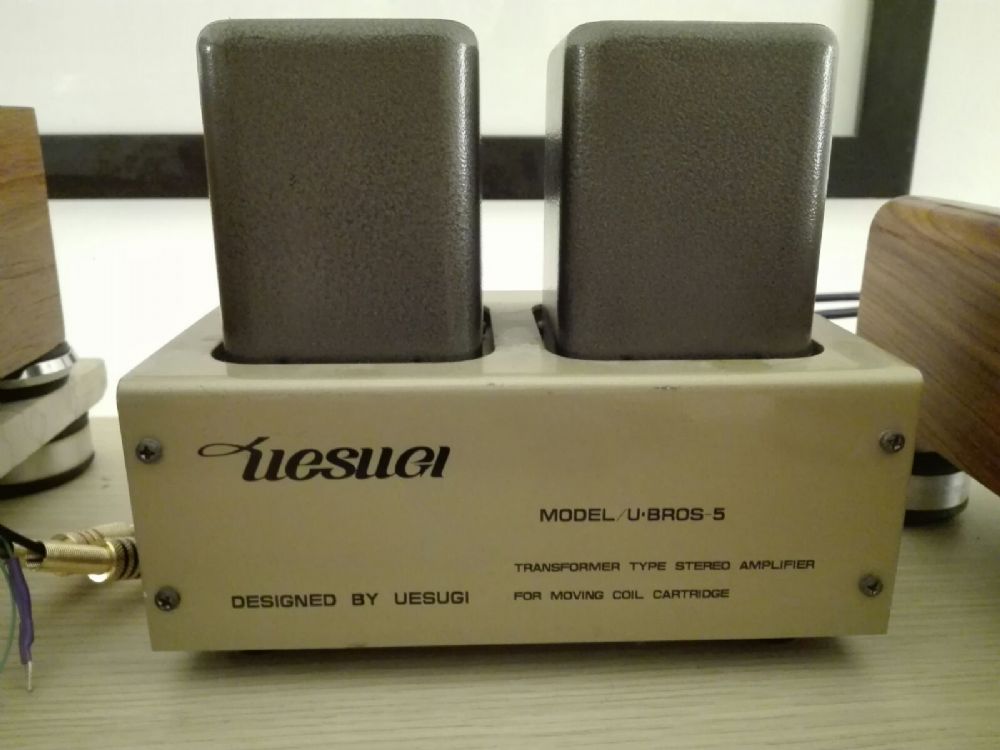 UESUGI
MODEL/U·BROS-5
TRANSFORMER TYPE STEREO AMPLIFIER
DESIGNED BY UESUGI
FOR MOVING COIL CARTRIDGE